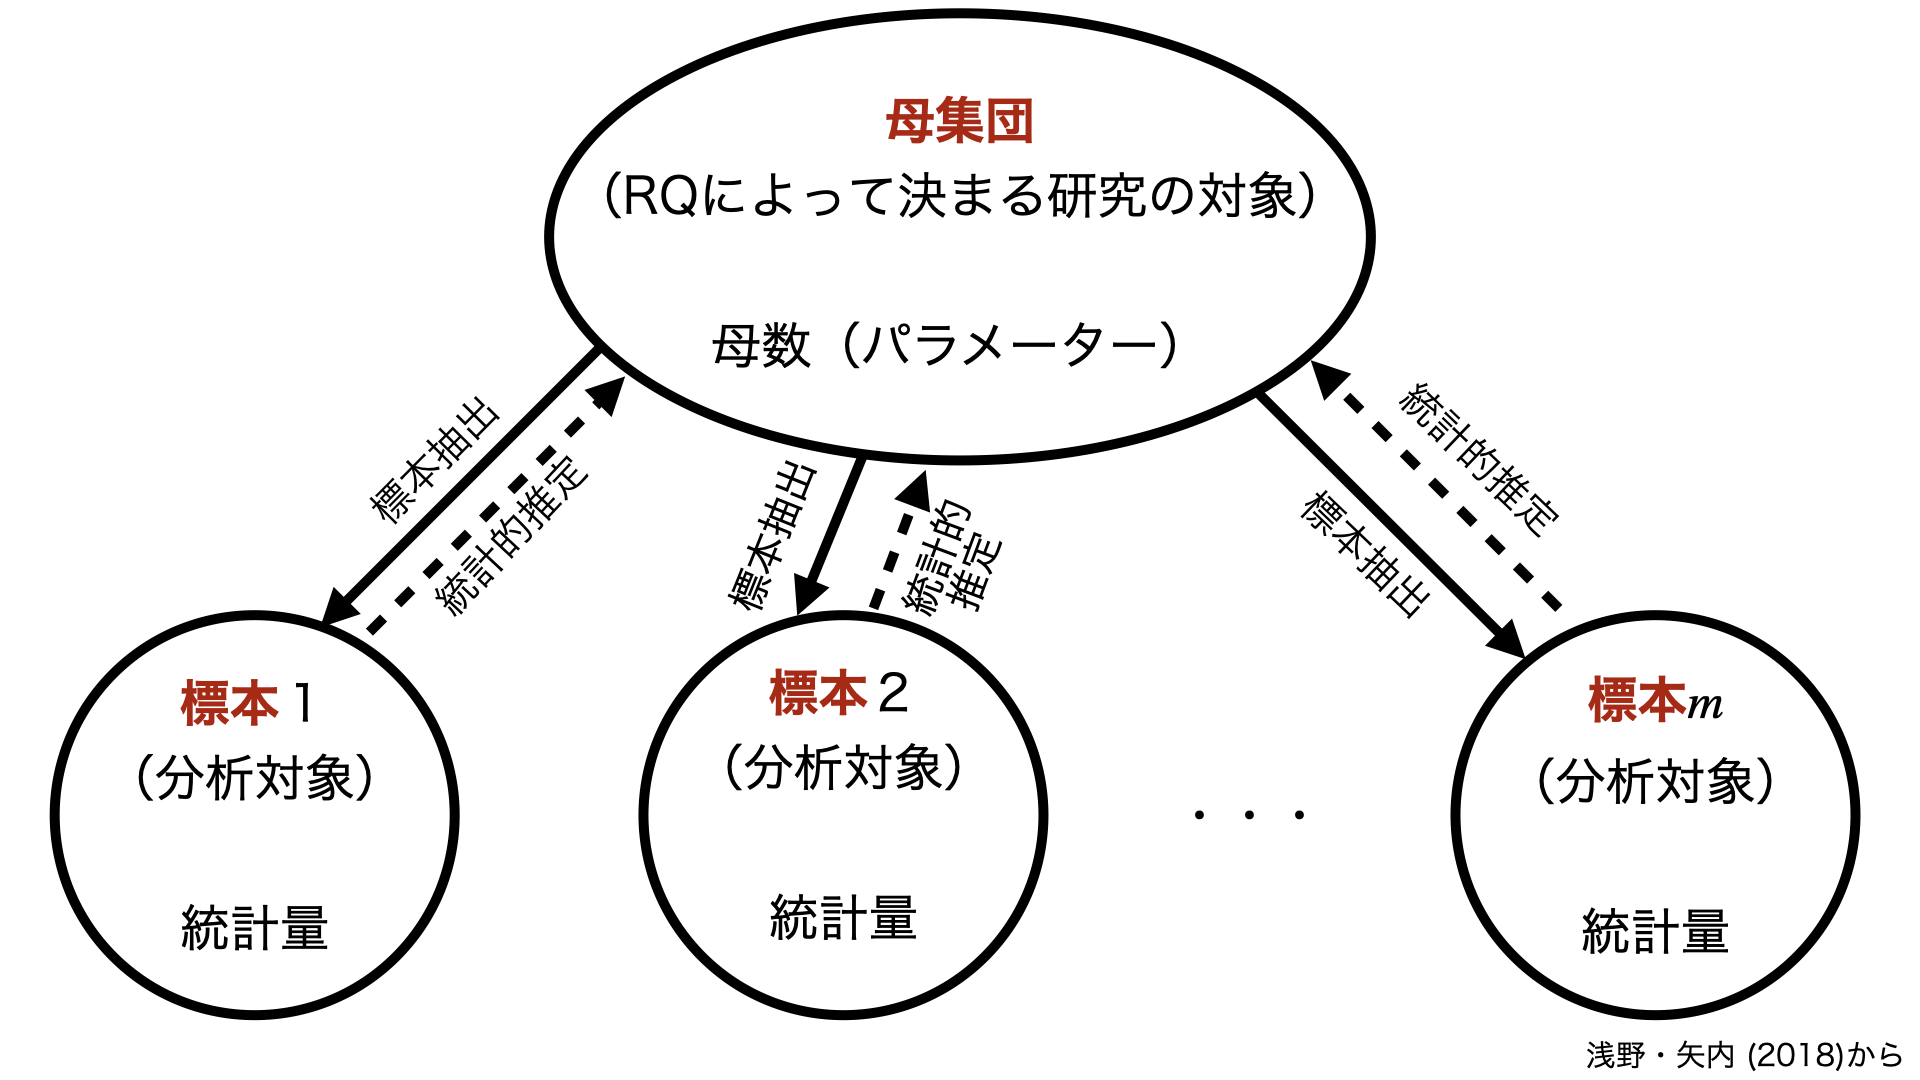 母集団
（RQによって決まる研究の対象）
母数（パラメーター）
標本抽出
統計的推定
標本抽出
統計的
推定
標本抽出
統計的推定
標本１
（分析対象）
統計量
標本２
（分析対象）
統計量
・・・
標本m
（分析対象）
統計量
浅野・矢内 (2018)から